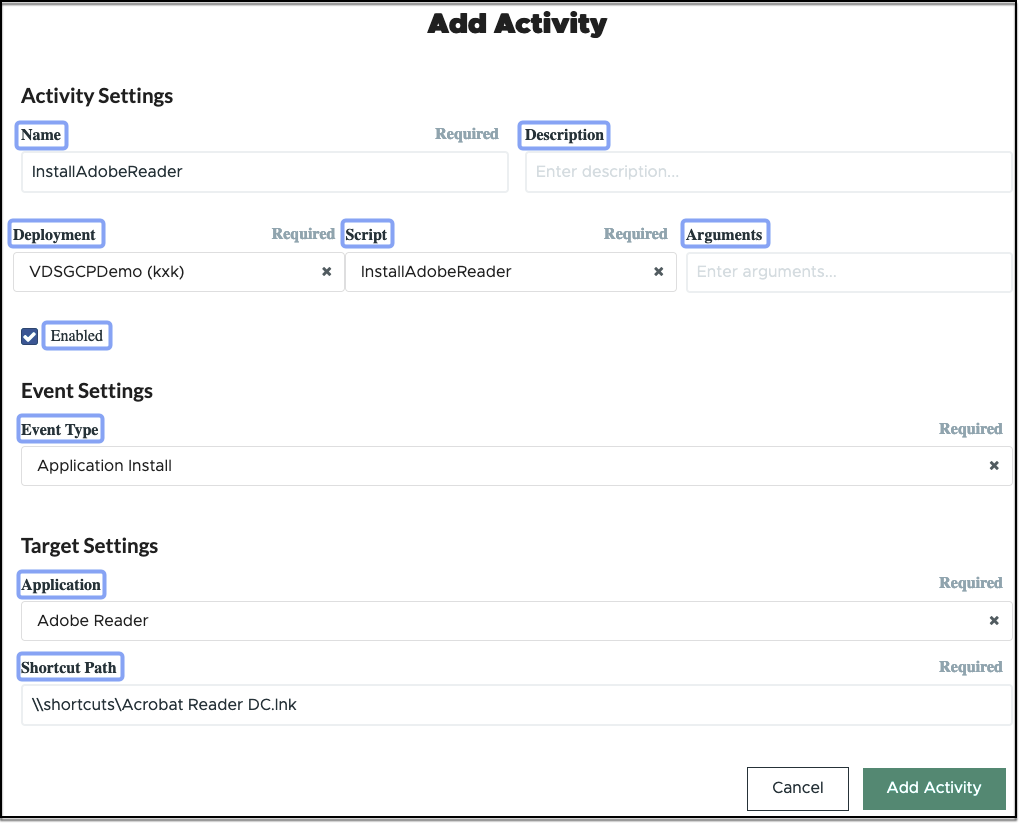 Add Activity
Activity Settings
Name Required Description
InstallAdobeReader Enter description...
Deployment Required Script Required Arguments
VDSGCPDemo (kxk) × InstallAdobeReader × Enter arguments...
Enabled
Event Settings
Event Type Required
Application Install ×
Target Settings
Application Required
Adobe Reader ×
Shortcut Path Required
\\shortcuts\Acrobat Reader DC.lnk
Cancel Add Activity